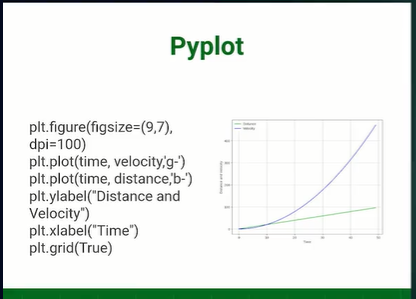 Pyplot
plt.figure(figsize=(9,7),
dpi=100)
plt.plot(time, velocity,'g-')
plt.plot(time, distance,'b-')
plt.ylabel("Distance and
Velocity")
plt.xlabel("Time")
plt.grid(True)
Distance
Velocity
Distance and velocity
Time